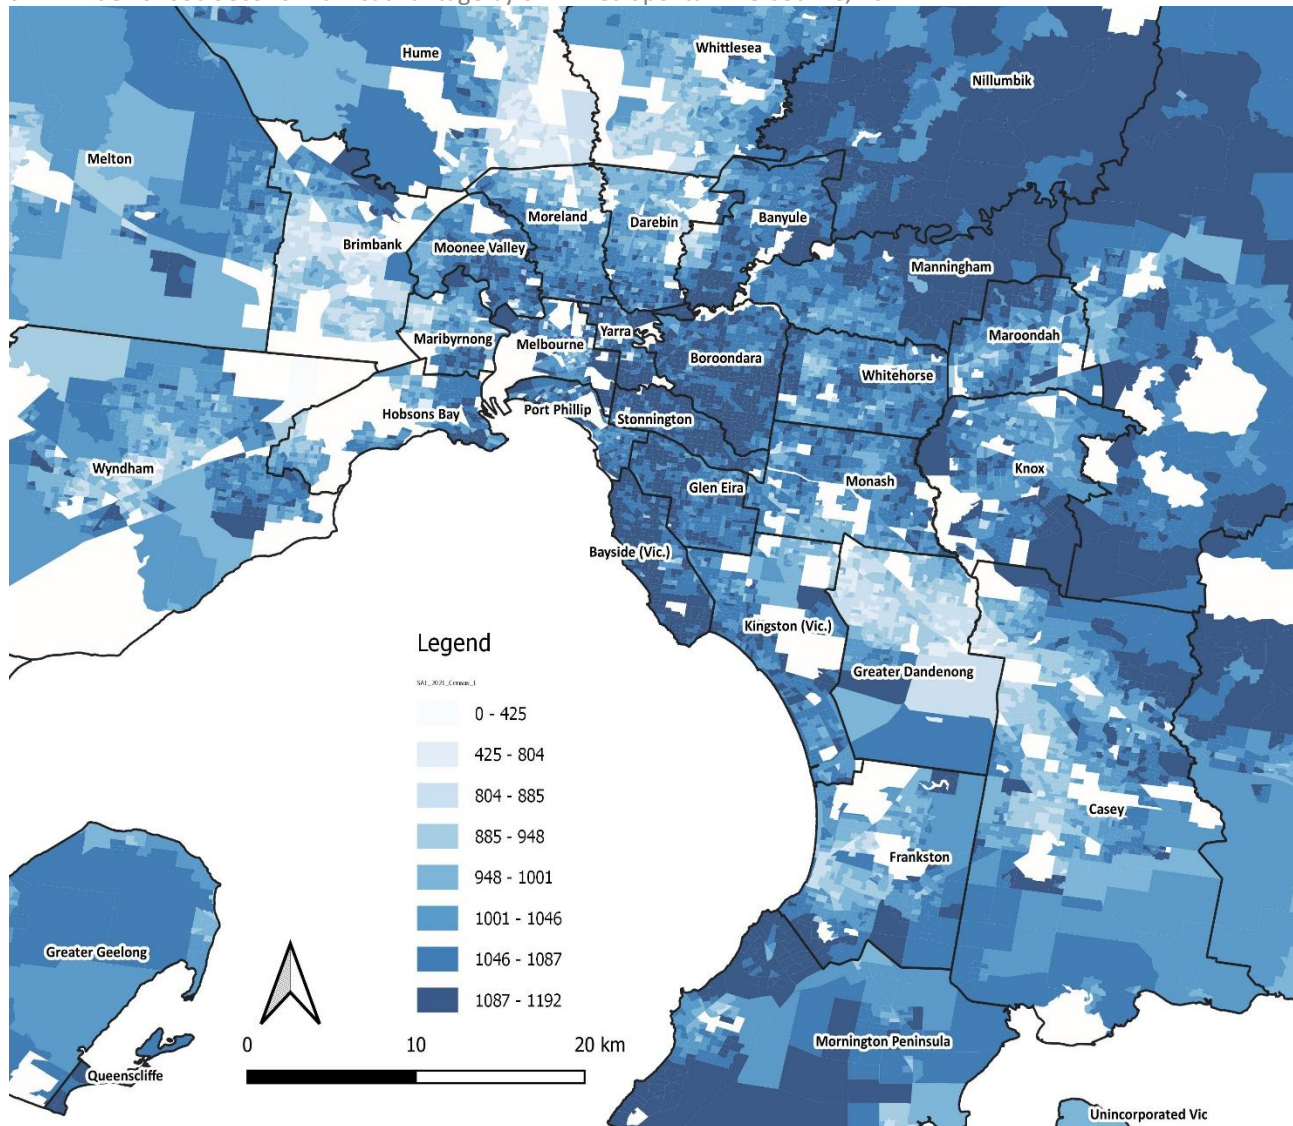 Hume
Whittlesea
Nillumbik
Melton
Moreland
Darebin
Banyule
Brimbank
Moonee Valley
Manningham
Maribyrnong
Melbourne
Yarra
Boroondara
Maroondah
Whitehorse
Hobsons Bay
Port Phillip
Stonnington
Wyndham
Glen Eira
Monash
Knox
Bayside (Vic.)
Kingston (Vic.)
Greater Dandenong
Casey
Frankston
Greater Geelong
Queenscliffe
Mornington Peninsula
Unincorporated Vic
Legend
SA1_2021_Census_1
0 - 425
425 - 804
804 - 885
885 - 948
948 - 1001
1001 - 1046
1046 - 1087
1087 - 1192
0 10 20 km